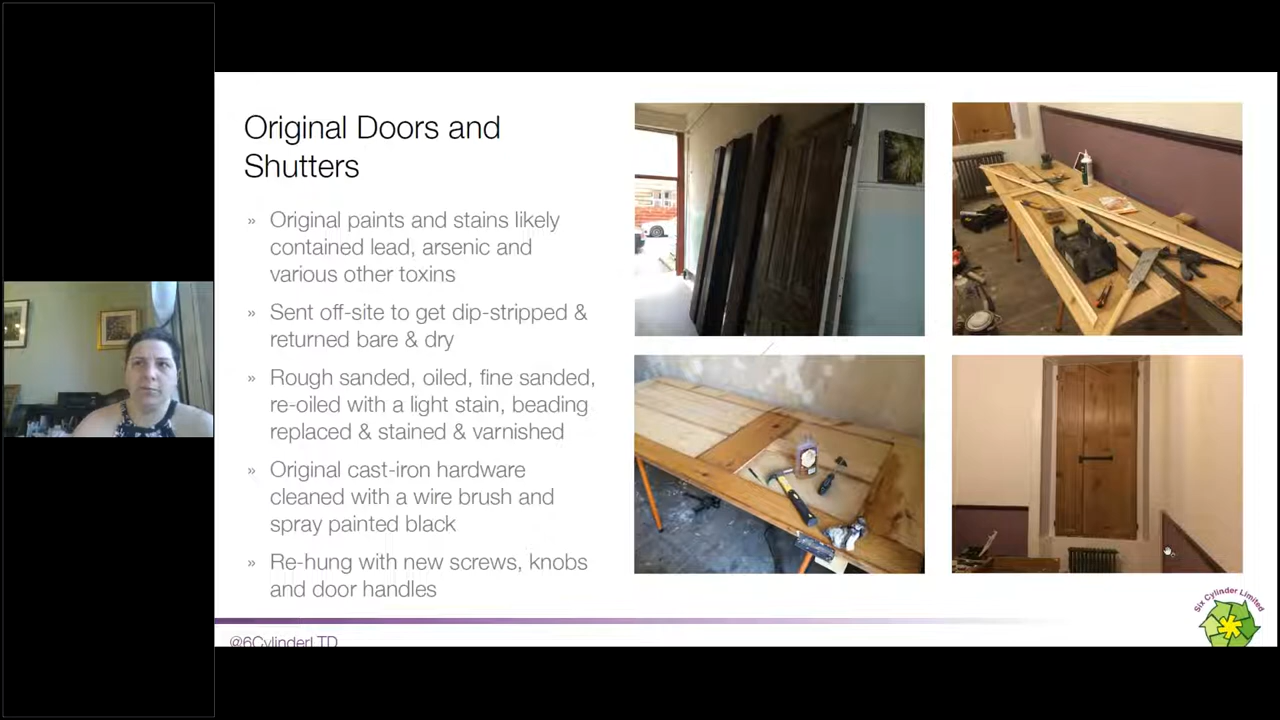 Original Doors and
Shutters
» Original paints and stains likely
contained lead, arsenic and
various other toxins
» Sent off-site to get dip-stripped &
returned bare & dry
» Rough sanded, oiled, fine sanded,
re-oiled with a light stain, beading
replaced & stained & varnished
» Original cast-iron hardware
cleaned with a wire brush and
spray painted black
» Re-hung with new screws, knobs
and door handles
@6CylinderLTD
Six Cylinder Limited